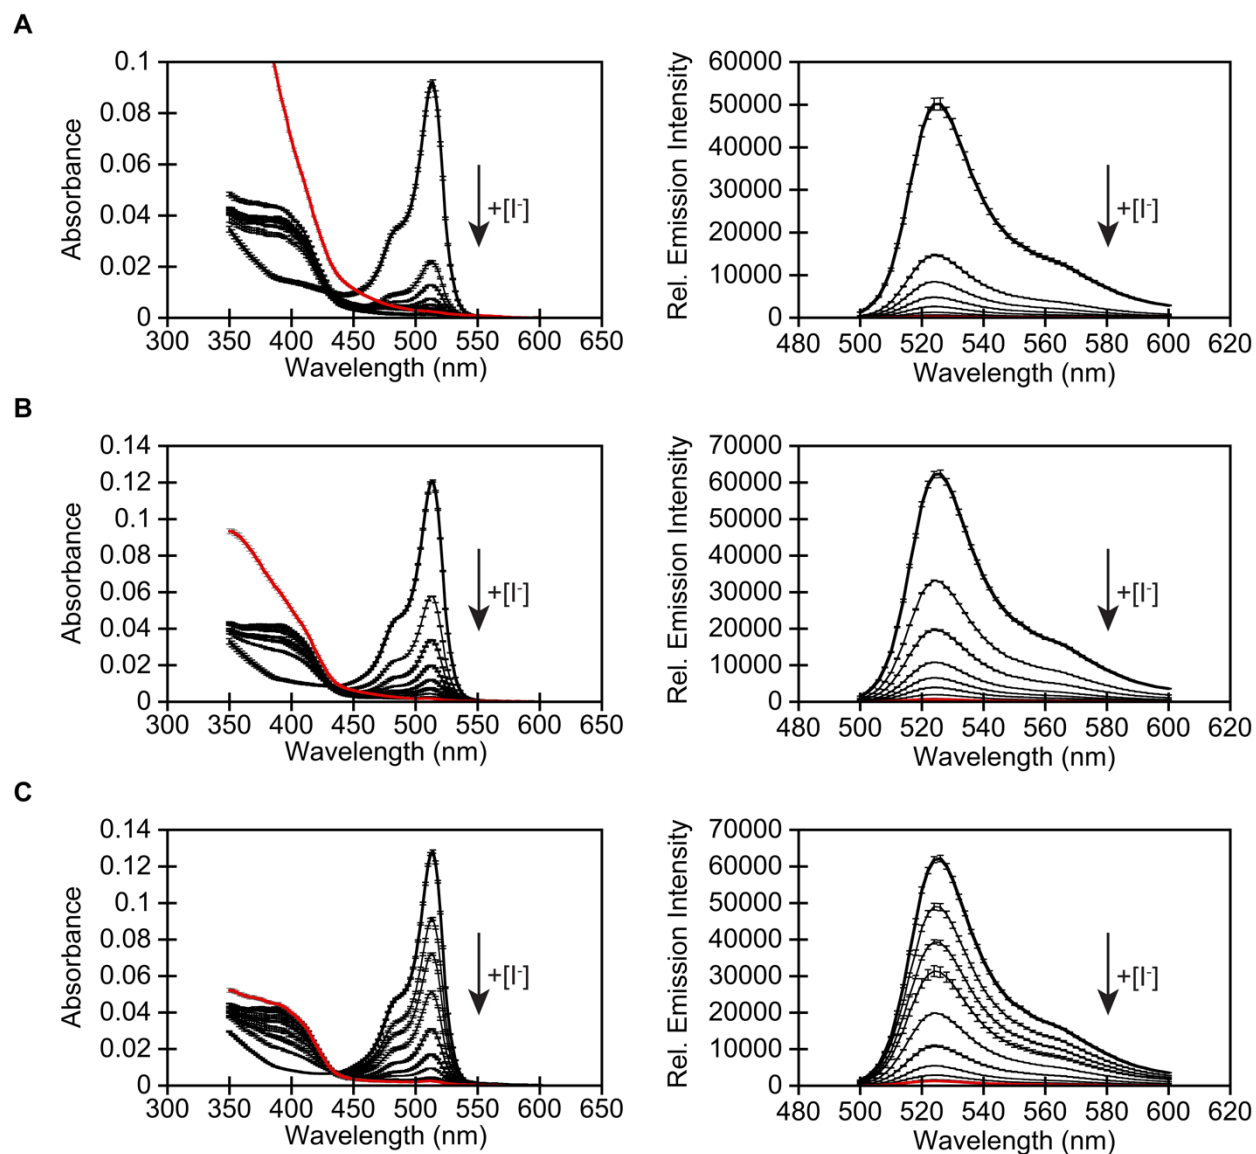 A
0.1
0.08
0.06
0.04
0.02
0
Absorbance
300 350 400 450 500 550 600 650
Wavelength (nm)
+[I-]
60000
50000
40000
30000
20000
10000
0
Rel. Emission Intensity
480 500 520 540 560 580 600 620
Wavelength (nm)
+[I-]
B
0.14
0.12
0.1
0.08
0.06
0.04
0.02
0
Absorbance
300 350 400 450 500 550 600 650
Wavelength (nm)
+[I-]
70000
60000
50000
40000
30000
20000
10000
0
Rel. Emission Intensity
480 500 520 540 560 580 600 620
Wavelength (nm)
+[I-]
C
0.14
0.12
0.1
0.08
0.06
0.04
0.02
0
Absorbance
300 350 400 450 500 550 600 650
Wavelength (nm)
+[I-]
70000
60000
50000
40000
30000
20000
10000
0
Rel. Emission Intensity
480 500 520 540 560 580 600 620
Wavelength (nm)
+[I-]